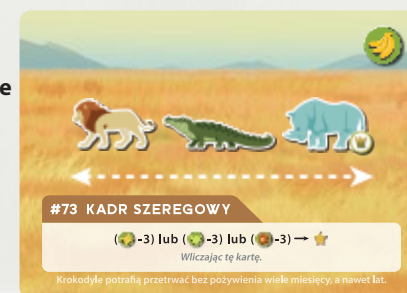 e
#73 KADR SZEREGOWY
( -3) lub ( -3) lub ( -3) →
Wliczając tę kartę.
Krokodyle potrafią przetrwać bez pożywienia wiele miesięcy, a nawet lat.